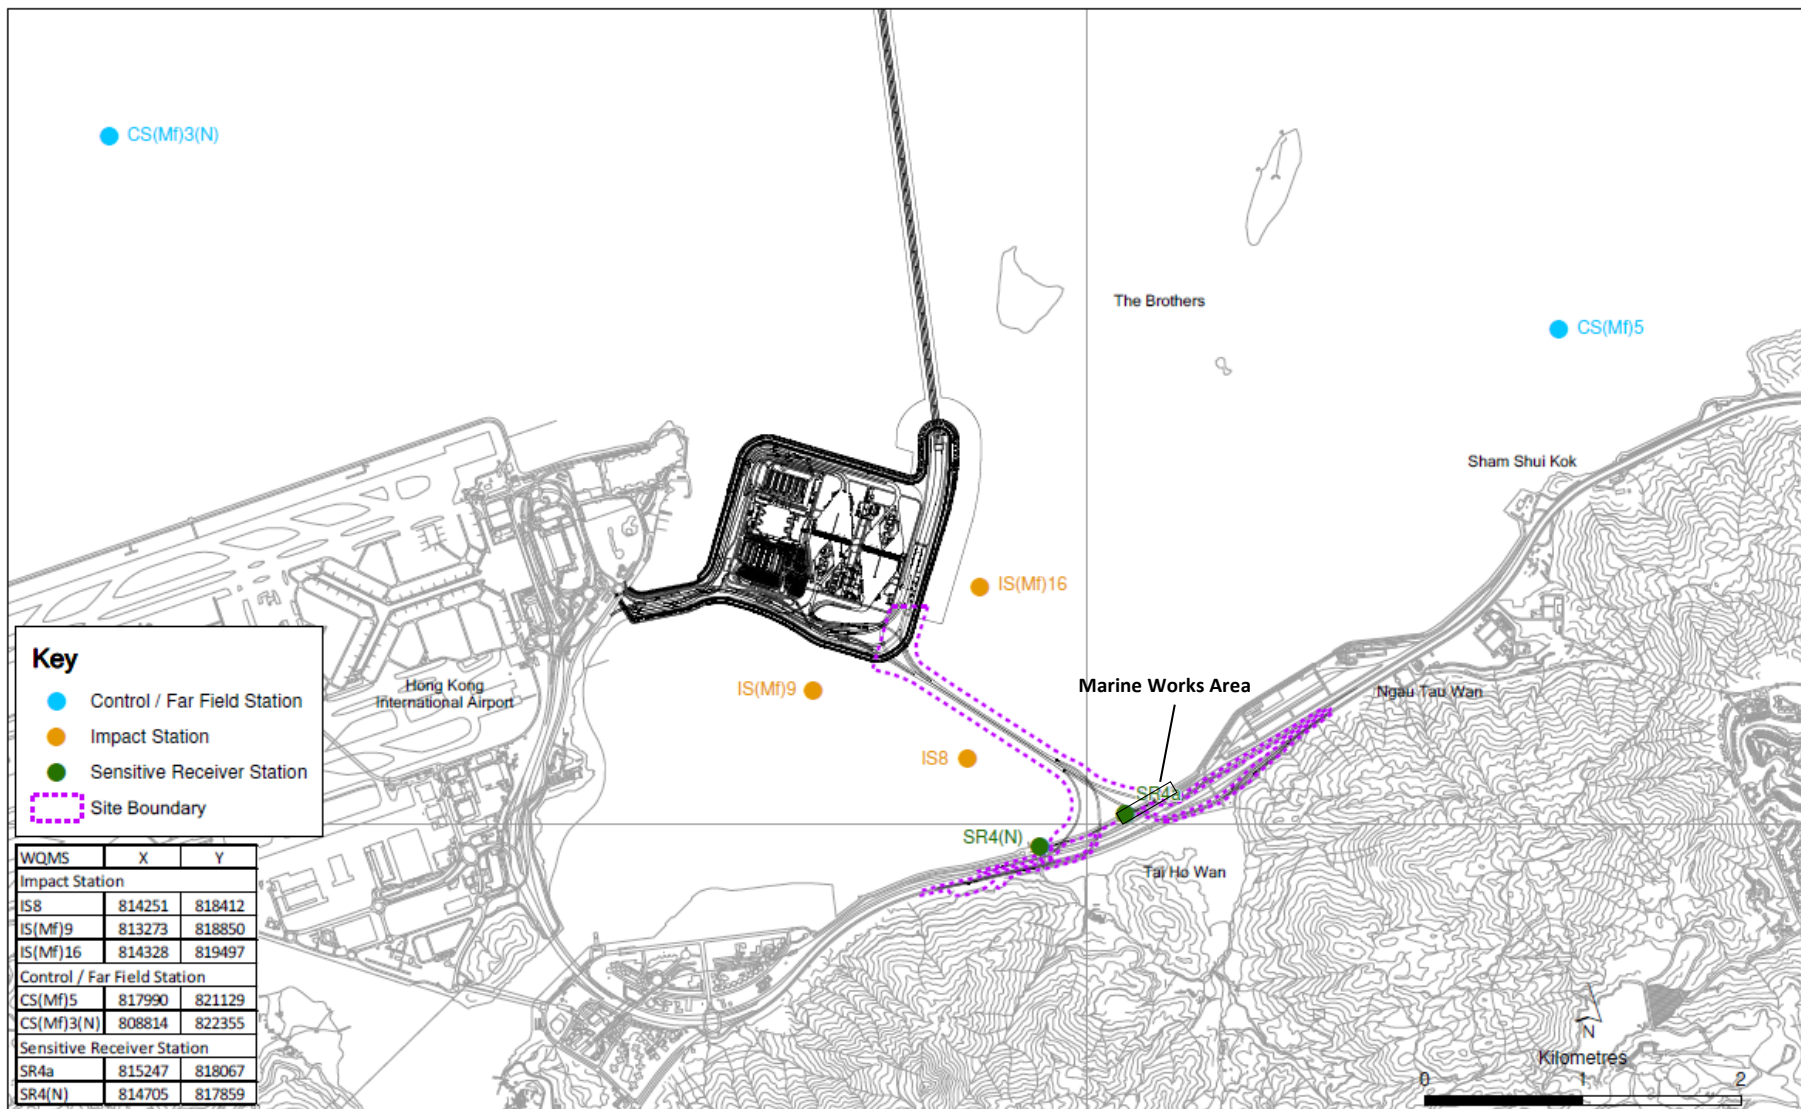 CS(Mf)3(N)
The Brothers
CS(Mf)5
Sham Shui Kok
IS(Mf)16
Marine Works Area
Ngau Tau Wan
IS(Mf)9
Hong Kong
International Airport
IS8
SR4a
SR4(N)
Tai Ho Wan
Key
Control / Far Field Station
Impact Station
Sensitive Receiver Station
Site Boundary
WQMS X Y
Impact Station
IS8 814251 818412
IS(Mf)9 813273 818850
IS(Mf)16 814328 819497
Control / Far Field Station
CS(Mf)5 817990 821129
CS(Mf)3(N) 808814 822355
Sensitive Receiver Station
SR4a 815247 818067
SR4(N) 814705 817859
N
Kilometres
0 1 2